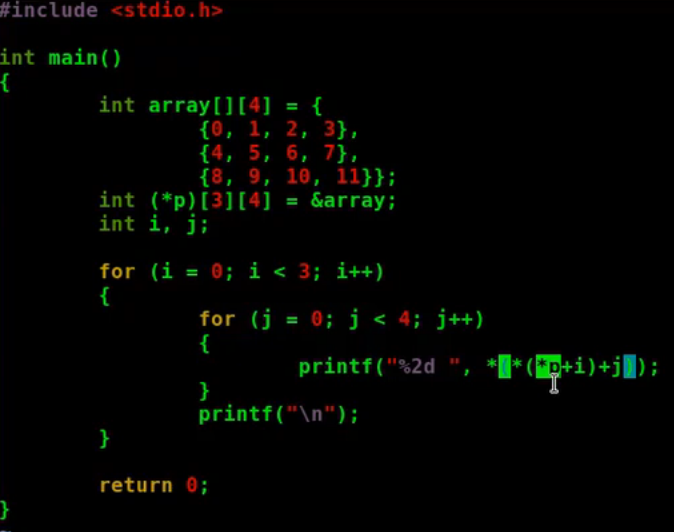 #include <stdio.h>
int main()
{
int array[][4] = {
{0, 1, 2, 3},
{4, 5, 6, 7},
{8, 9, 10, 11}};
int (*p)[3][4] = &array;
int i, j;
for (i = 0; i < 3; i++)
{
for (j = 0; j < 4; j++)
{
printf("%2d ", *(*(*p+i)+j));
}
printf("\n");
}
return 0;
}